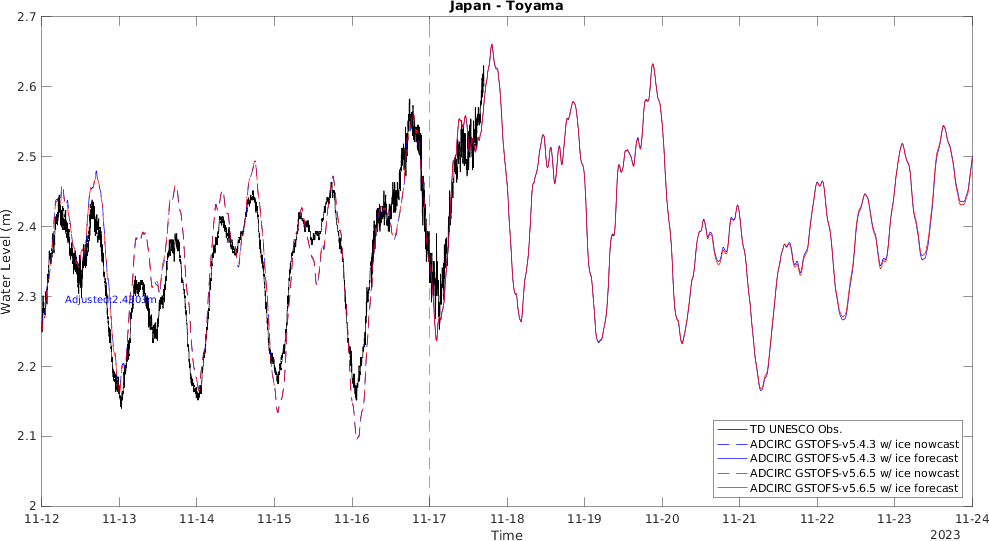 Japan - Toyama
2.7
2.6
2.5
2.4
2.3
2.2
2.1
2
Water Level (m)
Adjusted:2.4303m
TD UNESCO Obs.
ADCIRC GSTOFS-v5.4.3 w/ ice nowcast
ADCIRC GSTOFS-v5.4.3 w/ ice forecast
ADCIRC GSTOFS-v5.6.5 w/ ice nowcast
ADCIRC GSTOFS-v5.6.5 w/ ice forecast
11-12 11-13 11-14 11-15 11-16 11-17 11-18 11-19 11-20 11-21 11-22 11-23 11-24
Time
2023